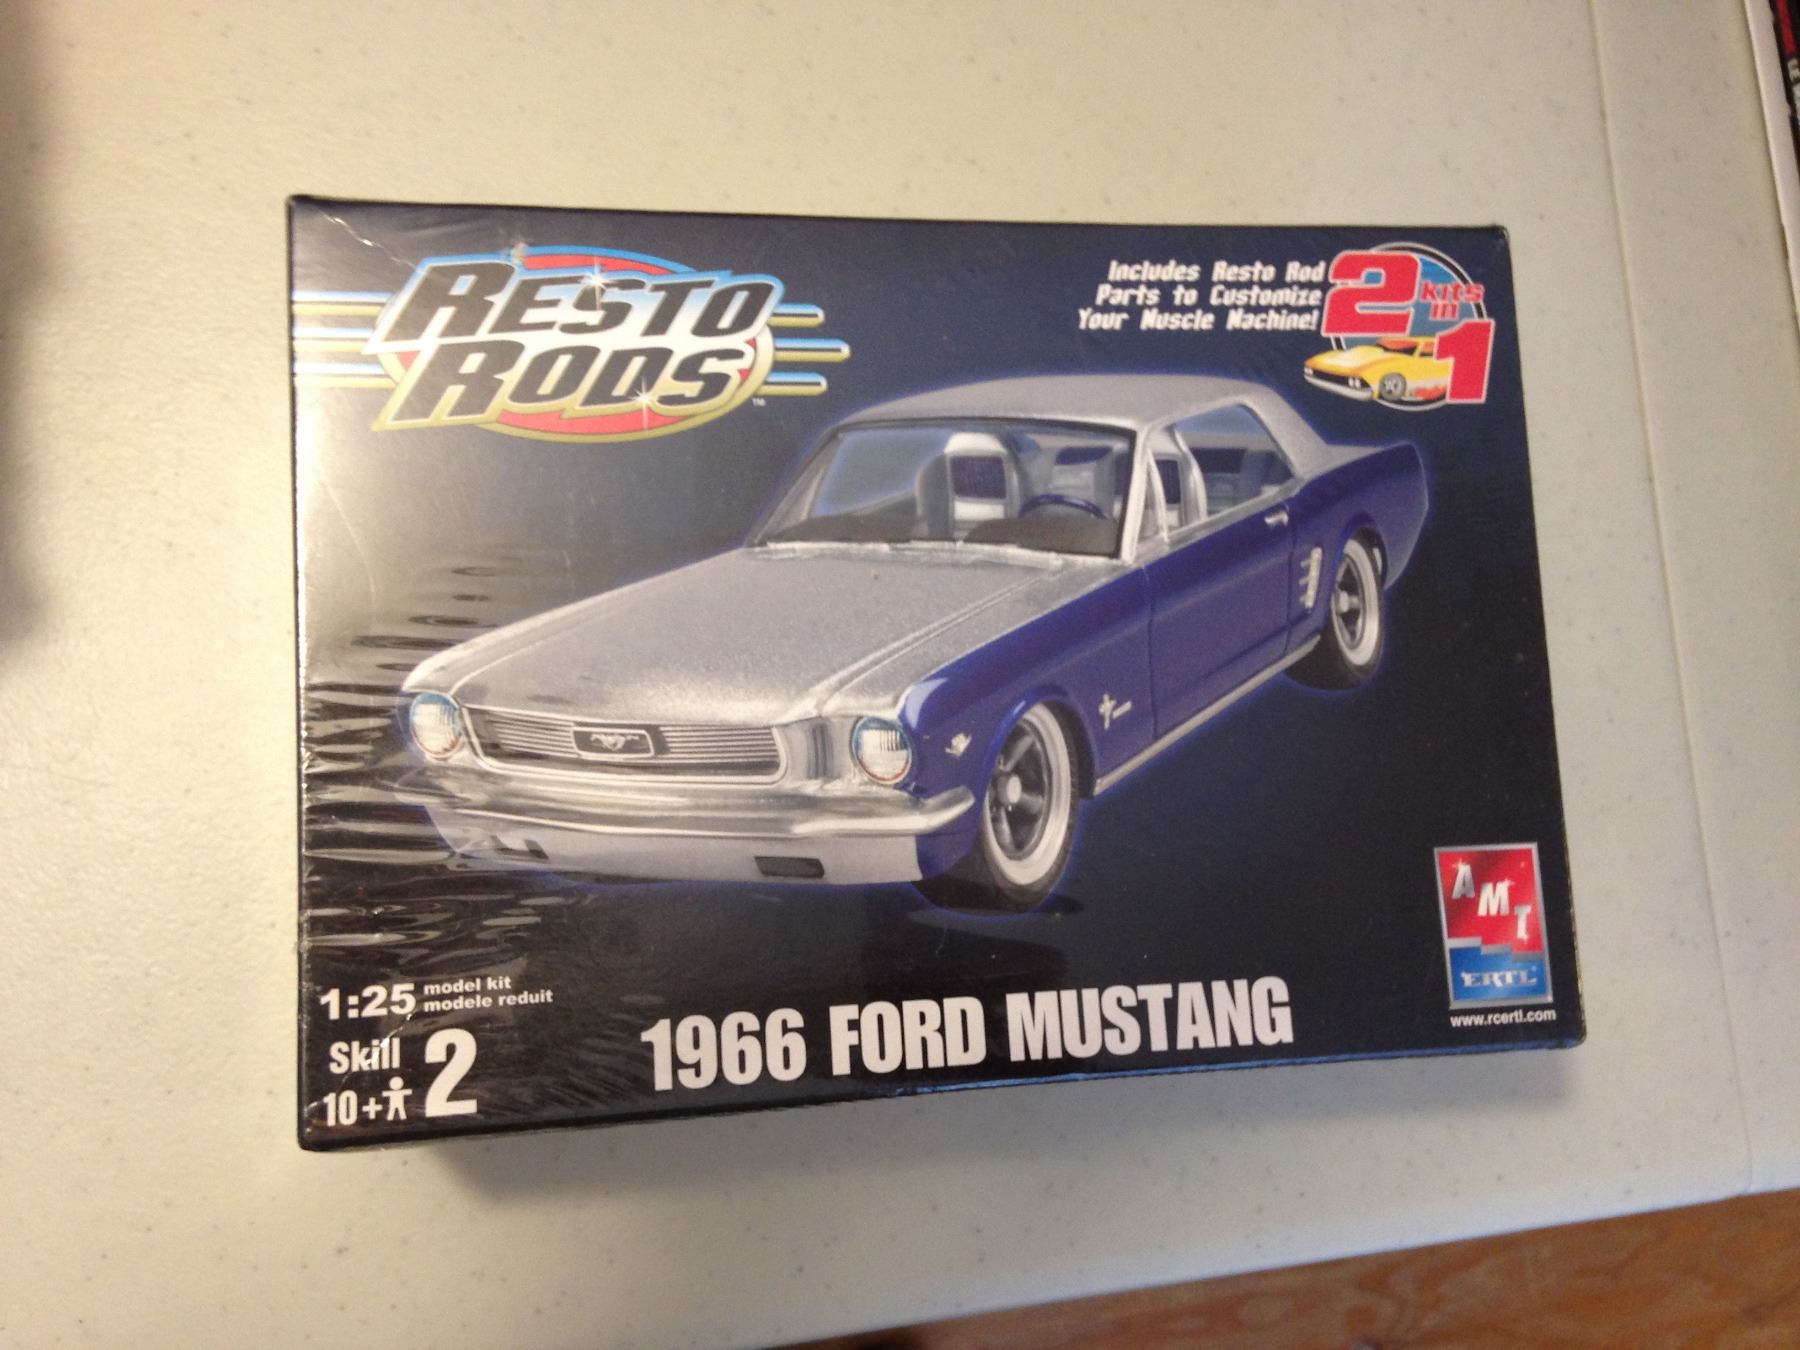 RESTO
RODS
™
Includes Resto Rod
Parts to Customize
Your Muscle Machine!
2
kits
in
1
1:25
model kit
modele reduit
Skill
2
10+
1966 FORD MUSTANG
AMT
ERTL
www.rcertl.com